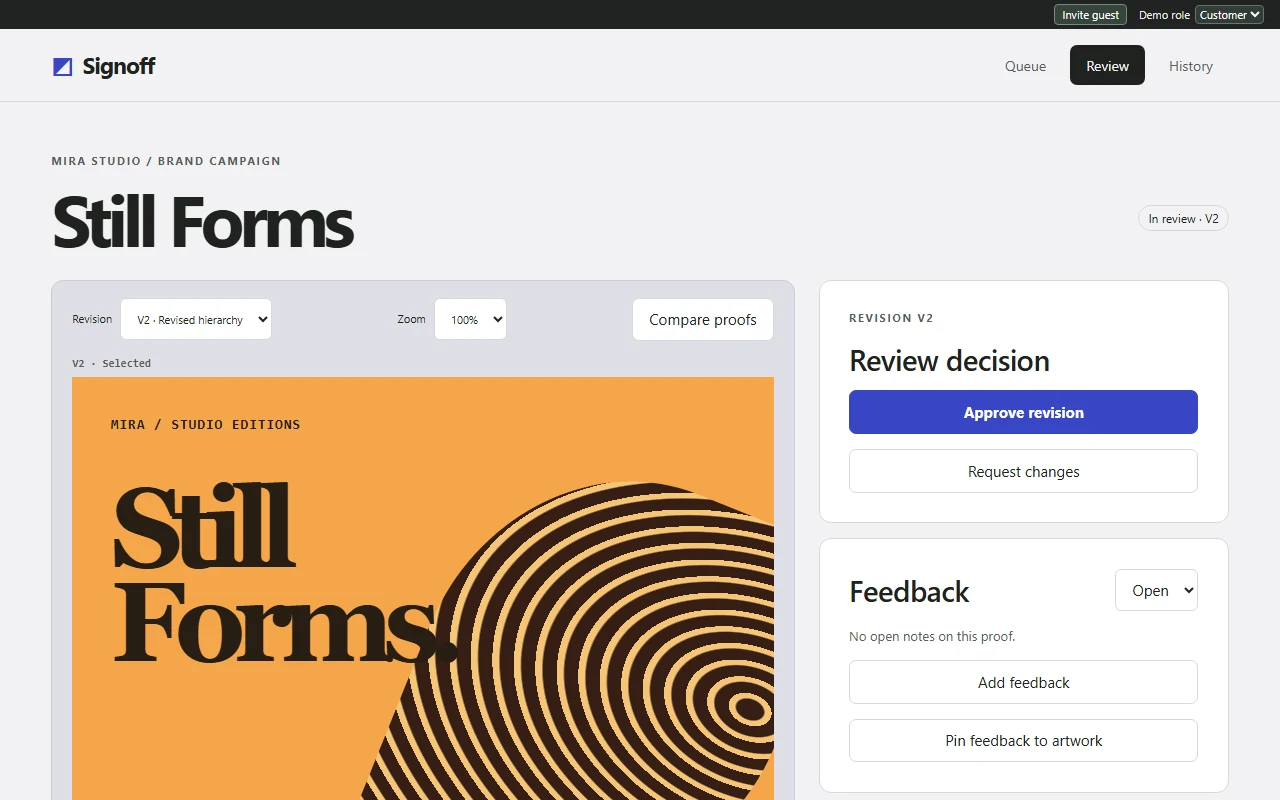 Invite guest Demo role Customer
Signoff Queue Review History
MIRA STUDIO / BRAND CAMPAIGN
Still Forms
In review · V2
Revision V2 · Revised hierarchy Zoom 100% Compare proofs
V2 · Selected
MIRA / STUDIO EDITIONS
Still
Forms.
REVISION V2
Review decision
Approve revision
Request changes
Feedback Open
No open notes on this proof.
Add feedback
Pin feedback to artwork